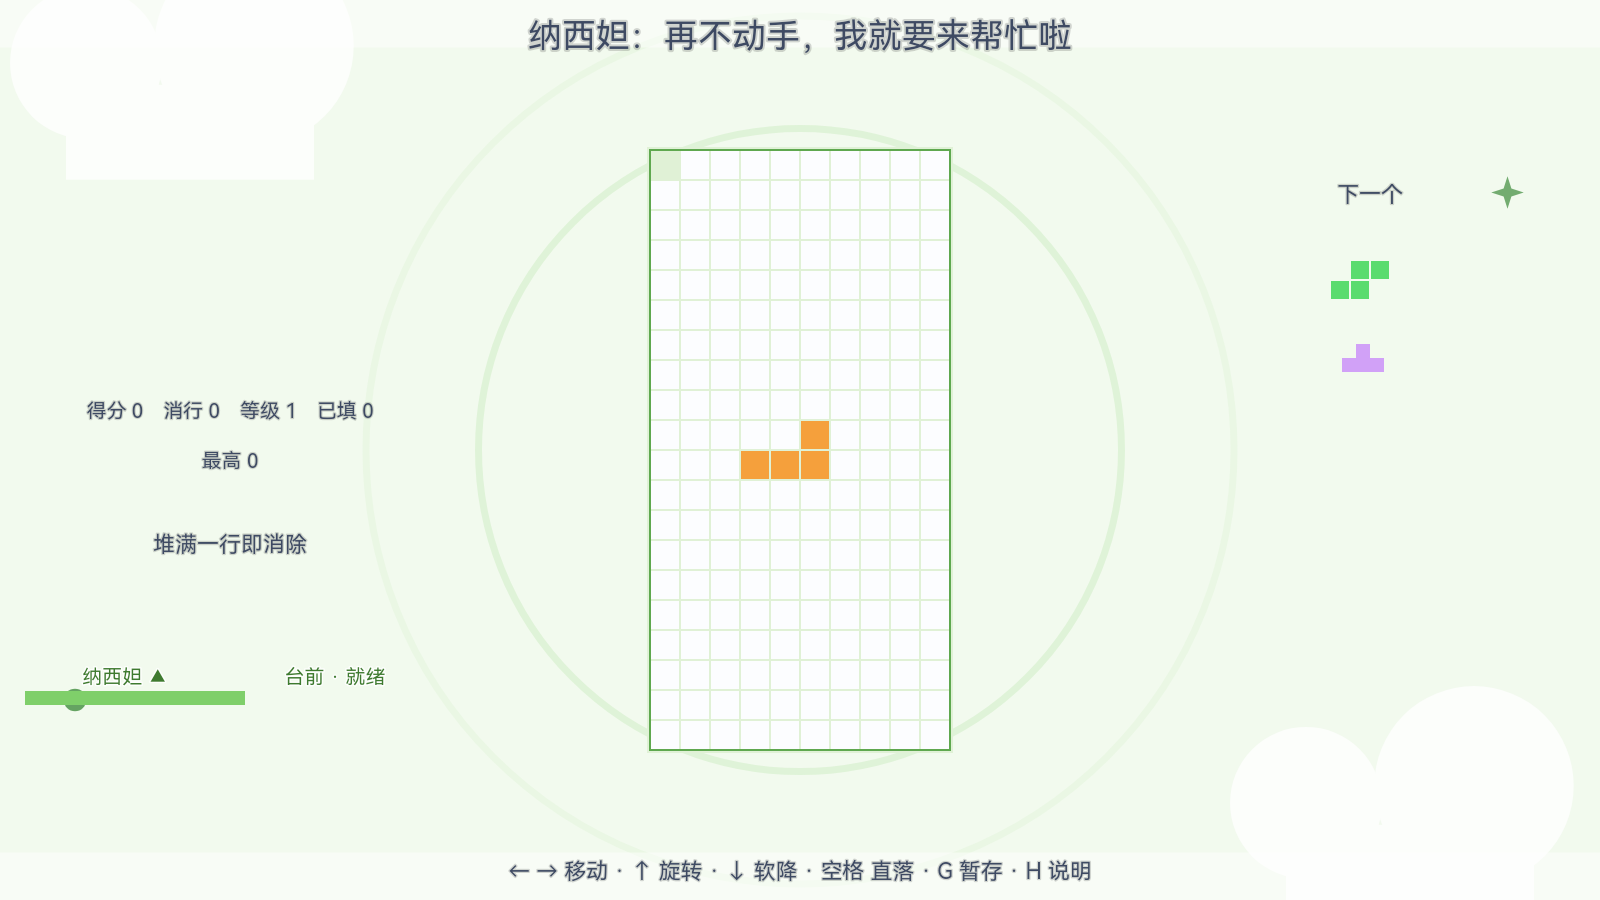 纳西妲：再不动手，我就要来帮忙啦
下一个
得分 0 消行 0 等级 1 已填 0
最高 0
堆满一行即消除
纳西妲 ▲ 台前 · 就绪
←→ 移动 · ↑ 旋转 · ↓ 软降 · 空格 直落 · G 暂存 · H 说明